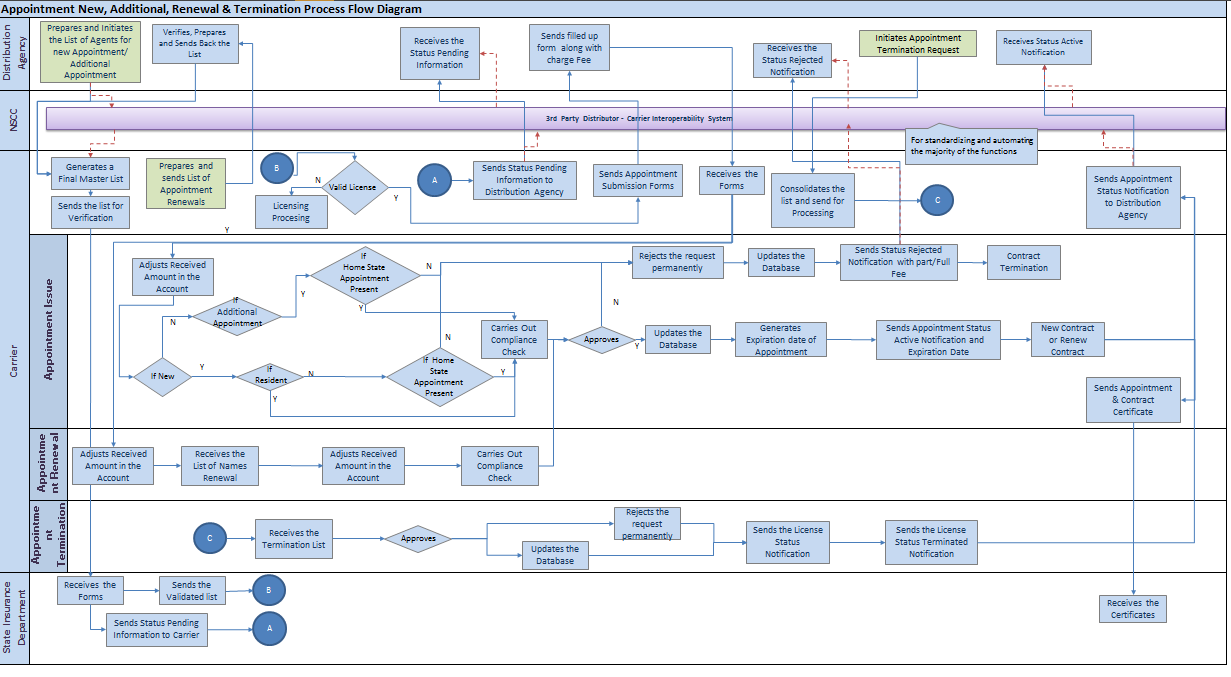 Appointment New, Additional, Renewal & Termination Process Flow Diagram
Distribution
Agency
Prepares and Initiates
the List of Agents for
new Appointment/
Additional
Appointment
Verifies, Prepares
and Sends Back the
List
Receives the
Status Pending
Information
Sends filled up
form along with
charge Fee
Receives the
Status Rejected
Notification
Initiates Appointment
Termination Request
Receives Status Active
Notification
NSCC
3rd Party Distributor - Carrier Interoperability System
For standardizing and automating
the majority of the functions
Carrier
Generates a
Final Master List
Sends the list for
Verification
Prepares and
sends List of
Appointment
Renewals
B
N
Valid License
Y
Licensing
Procesing
A
Sends Status Pending
Information to
Distribution Agency
Sends Appointment
Submission Forms
Receives the
Forms
Consolidates the
list and send for
Processing
C
Sends Appointment
Status Notification
to Distribution
Agency
Y
Appointment Issue
Adjusts Received
Amount in the
Account
N
If
Additional
Appointment
Y
If
Home State
Appointment
Present
N
Y
If New
Y
If
Resident
N
Y
If Home
State
Appointment
Present
N
Y
Carries Out
Compliance
Check
Approves
N
Y
Rejects the request
permanently
Updates the
Database
Sends Status Rejected
Notification with part/Full
Fee
Contract
Termination
Updates the
Database
Generates
Expiration date of
Appointment
Sends Appointment Status
Active Notification and
Expiration Date
New Contract
or Renew
Contract
Sends Appointment
& Contract
Certificate
Appointme
nt Renewal
Adjusts Received
Amount in the
Account
Receives the
List of Names
Renewal
Adjusts Received
Amount in the
Account
Carries Out
Compliance
Check
Appointme
nt
Termination
C
Receives the
Termination List
Approves
Rejects the
request
permanently
Updates the
Database
Sends the License
Status
Notification
Sends the License
Status Terminated
Notification
State Insurance
Department
Receives the
Forms
Sends the
Validated list
B
Sends Status Pending
Information to Carrier
A
Receives the
Certificates